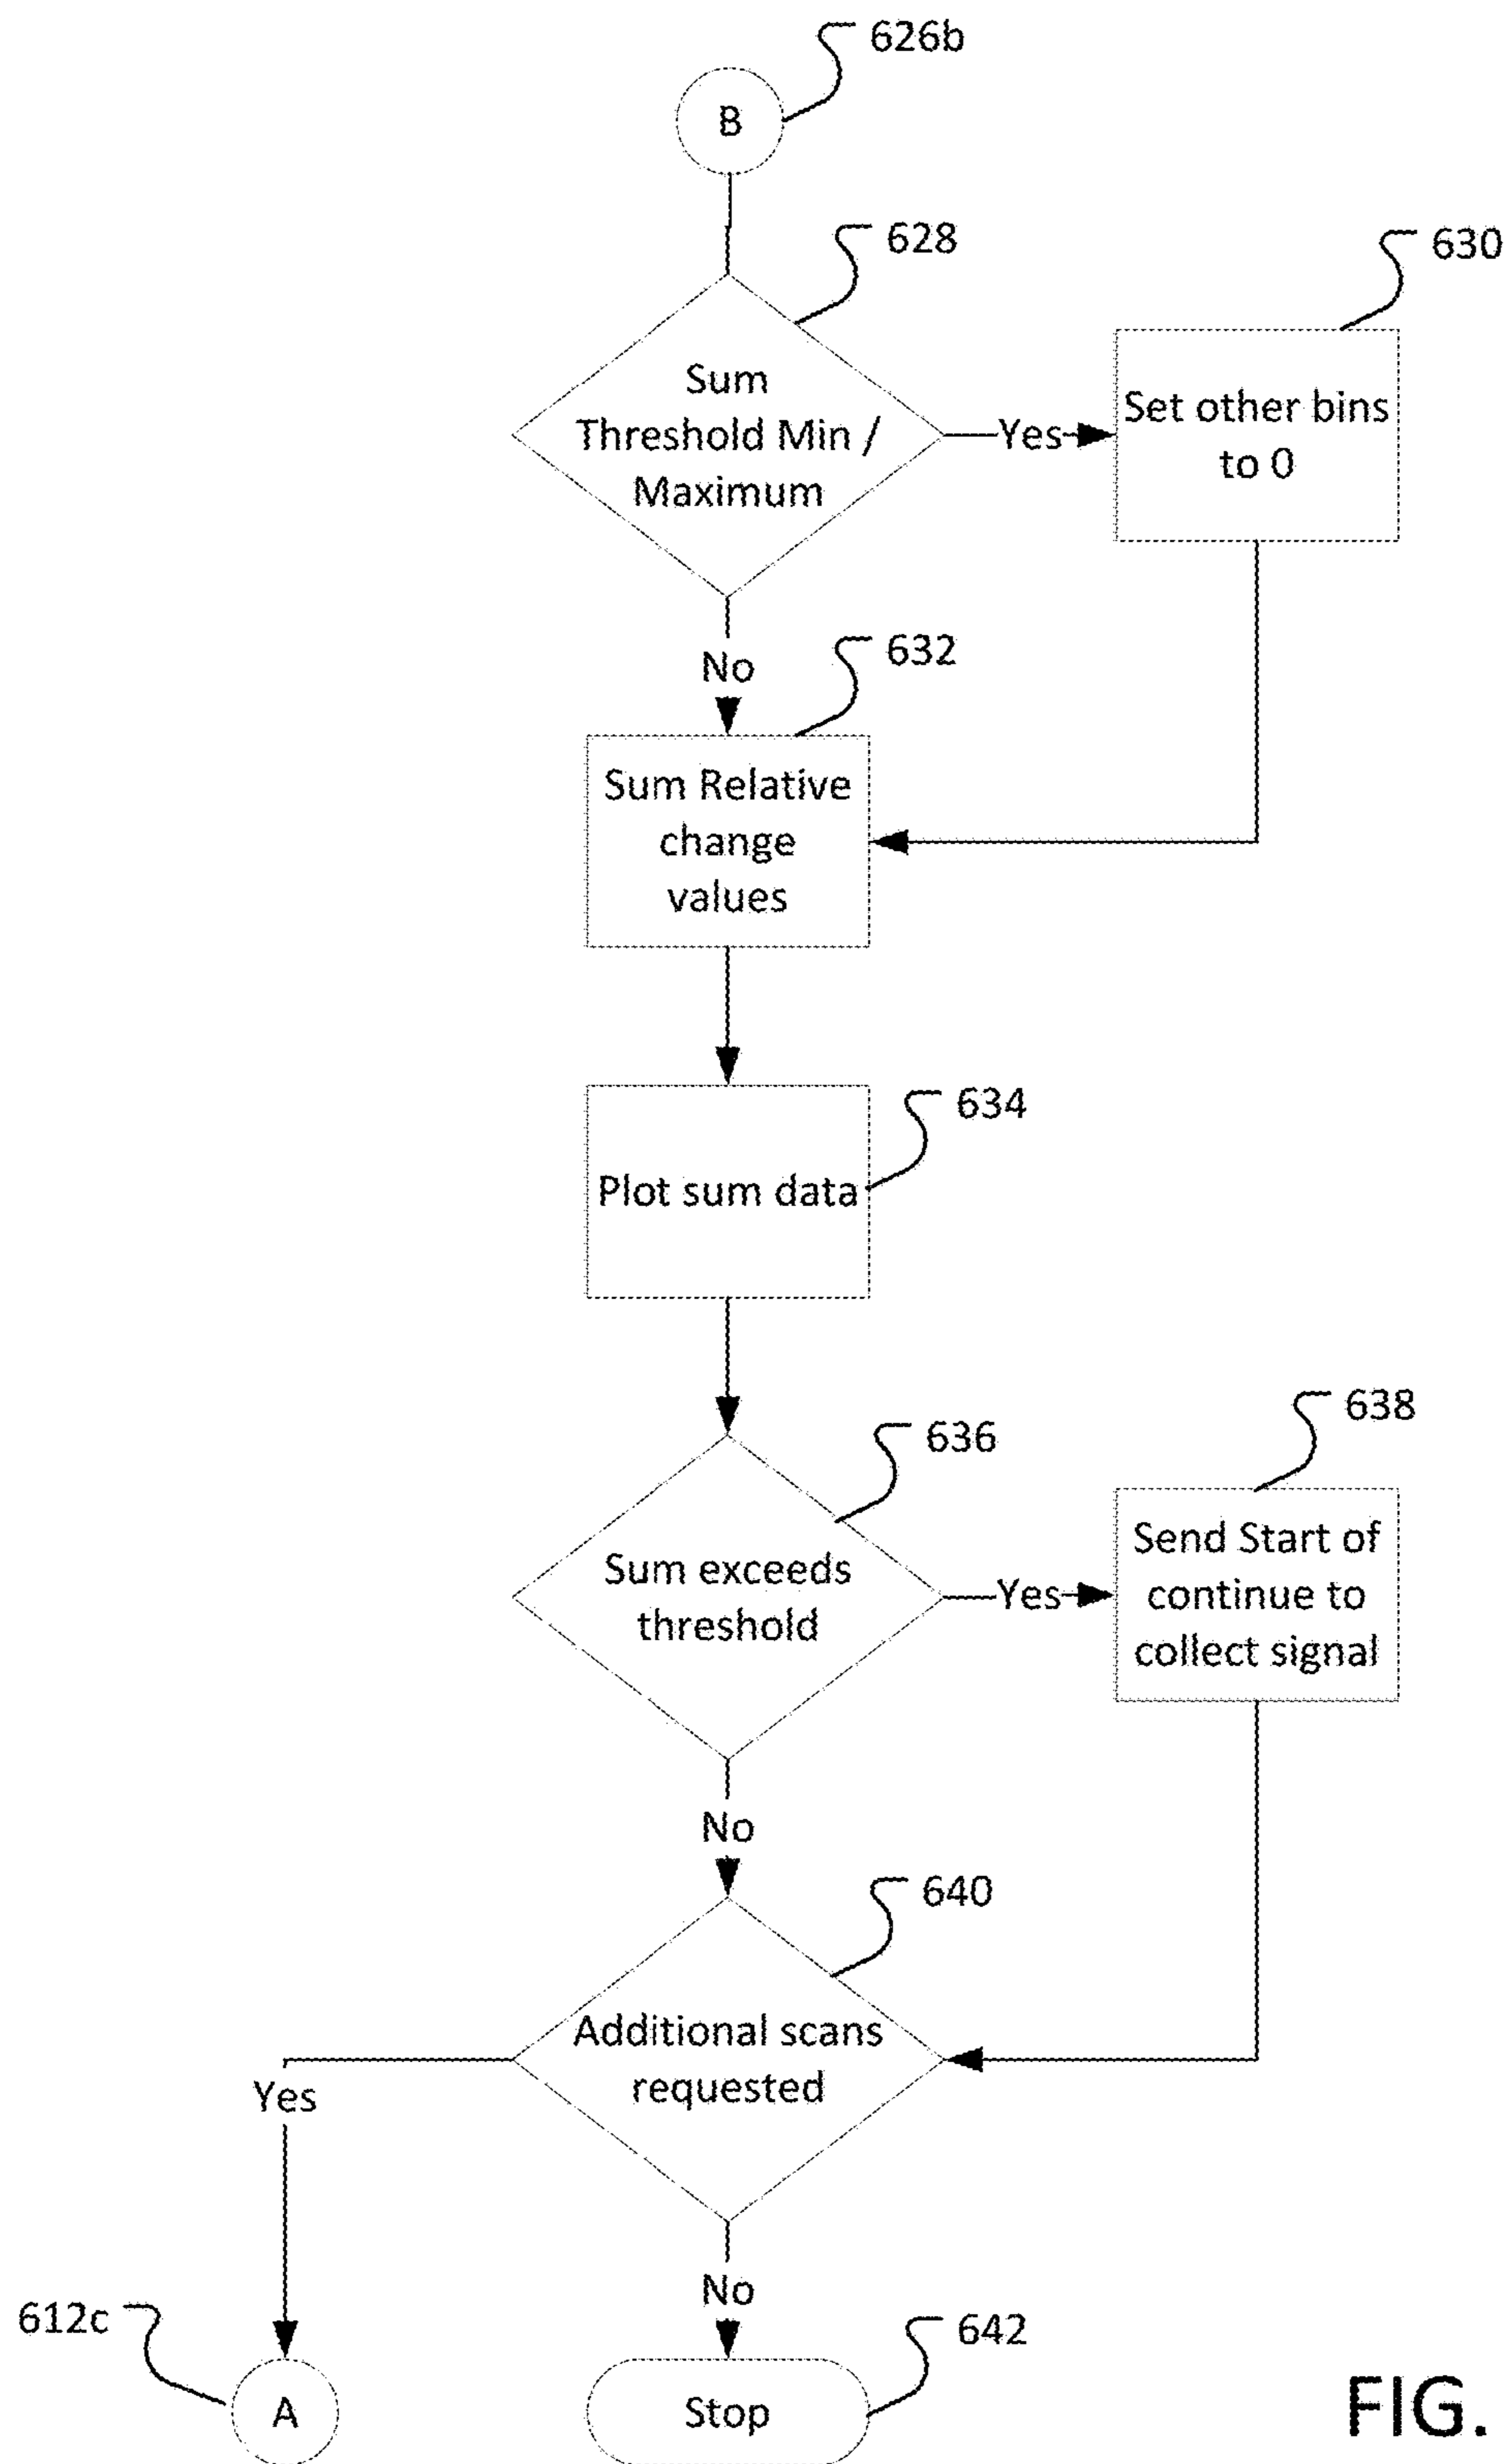 626b
B
628
630
Sum
Threshold Min /
Maximum
Yes
Set other bins
to 0
No
632
Sum Relative
change
values
634
Plot sum data
636
638
Sum exceeds
threshold
Yes
Send Start of
continue to
collect signal
No
640
Additional scans
requested
Yes
No
612c
642
A
Stop
FIG.